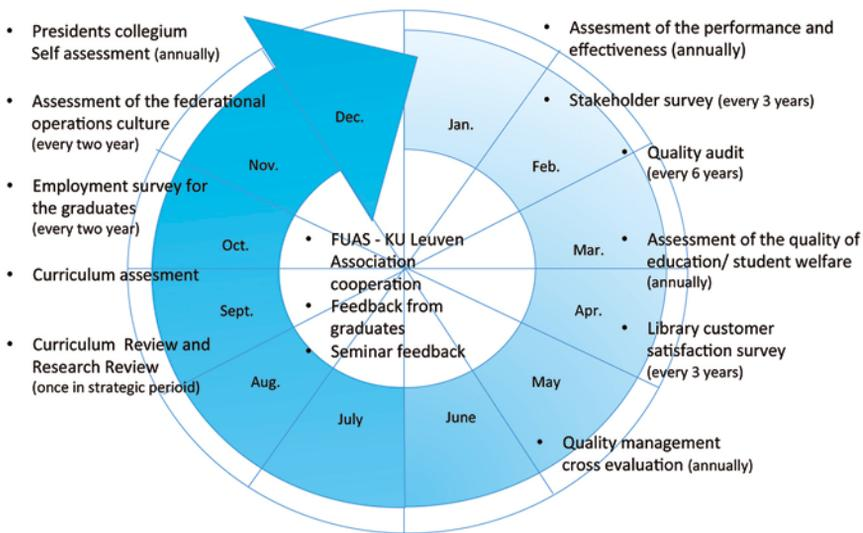 • Presidents collegium
Self assessment (annually)
• Assessment of the federational
operations culture
(every two year)
• Employment survey for
the graduates
(every two year)
• Curriculum assesment
• Curriculum Review and
Research Review
(once in strategic perioid)
Dec.
Jan.
Nov.
Feb.
Oct.
Mar.
Sept.
Apr.
Aug.
May
July
June
• FUAS - KU Leuven
Association
cooperation
• Feedback from
graduates
• Seminar feedback
• Assesment of the performance and
effectiveness (annually)
• Stakeholder survey (every 3 years)
• Quality audit
(every 6 years)
• Assessment of the quality of
education/ student welfare
(annually)
• Library customer
satisfaction survey
(every 3 years)
• Quality management
cross evaluation (annually)